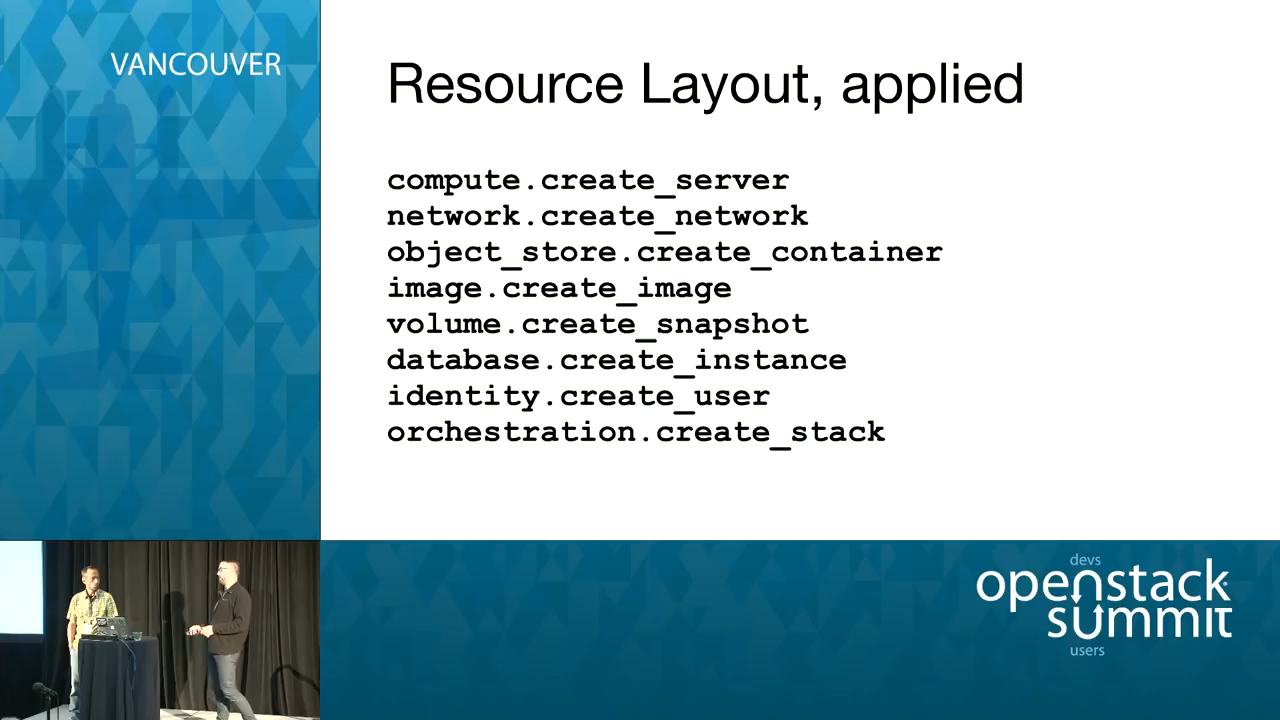 VANCOUVER
Resource Layout, applied
compute.create_server
network.create_network
object_store.create_container
image.create_image
volume.create_snapshot
database.create_instance
identity.create_user
orchestration.create_stack
devs
openstack
summit
users